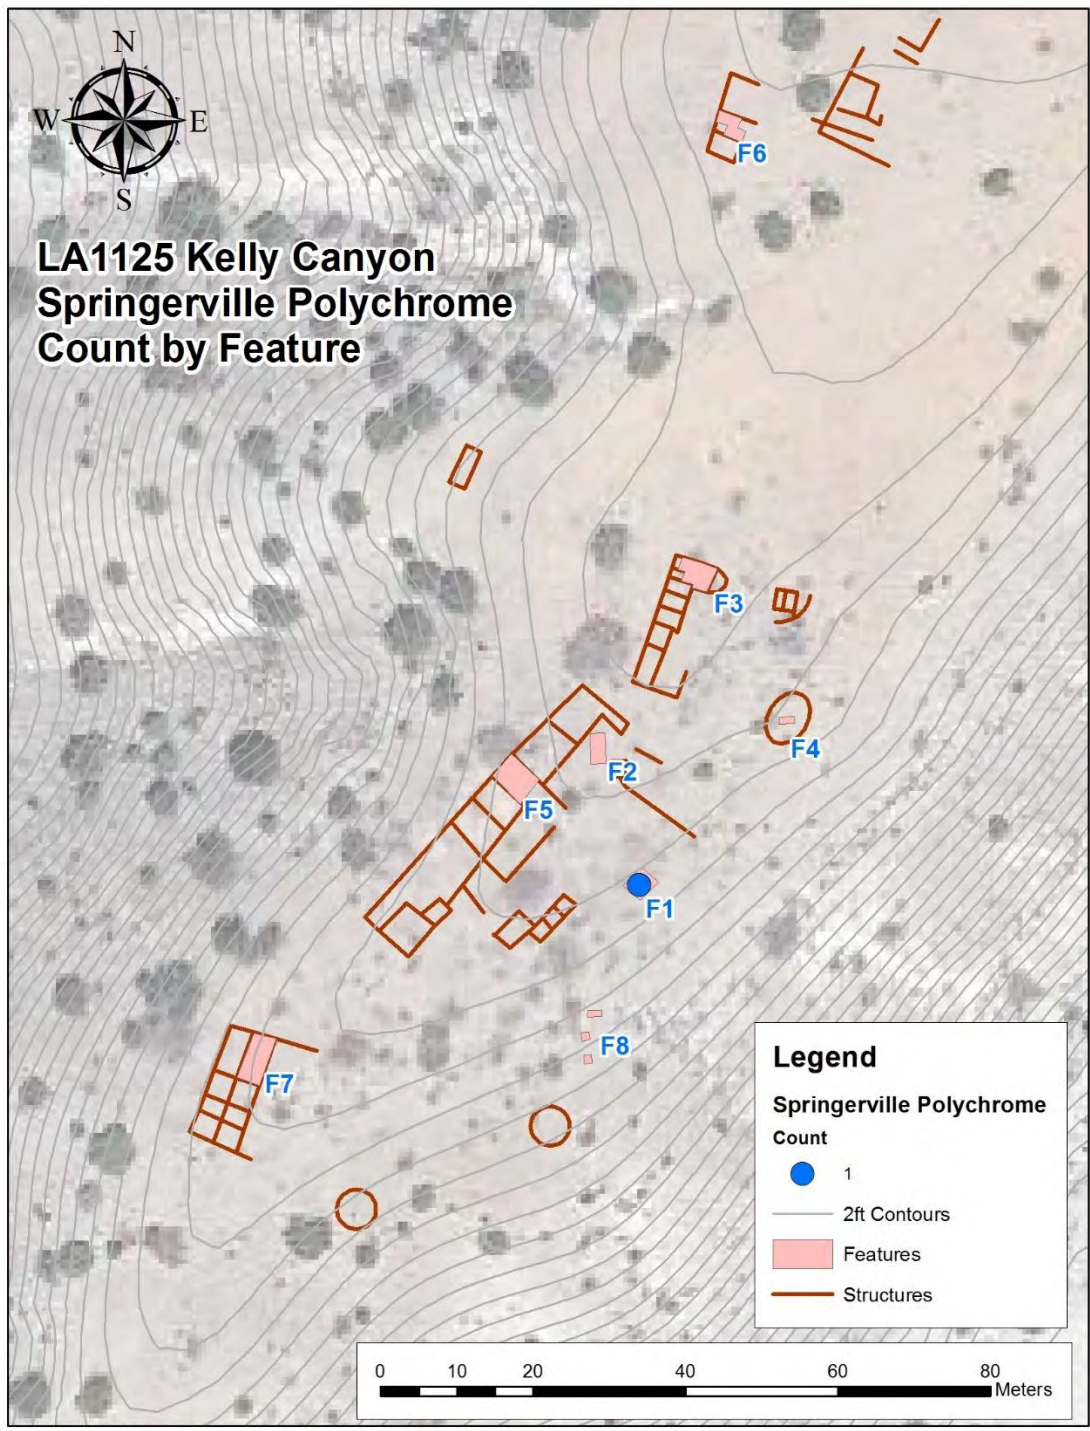 N
W E
S
LA1125 Kelly Canyon
Springerville Polychrome
Count by Feature
F6
F3
F4
F2
F5
F1
F8
F7
Legend
Springerville Polychrome
Count
1
2ft Contours
Features
Structures
0 10 20 40 60 80
Meters